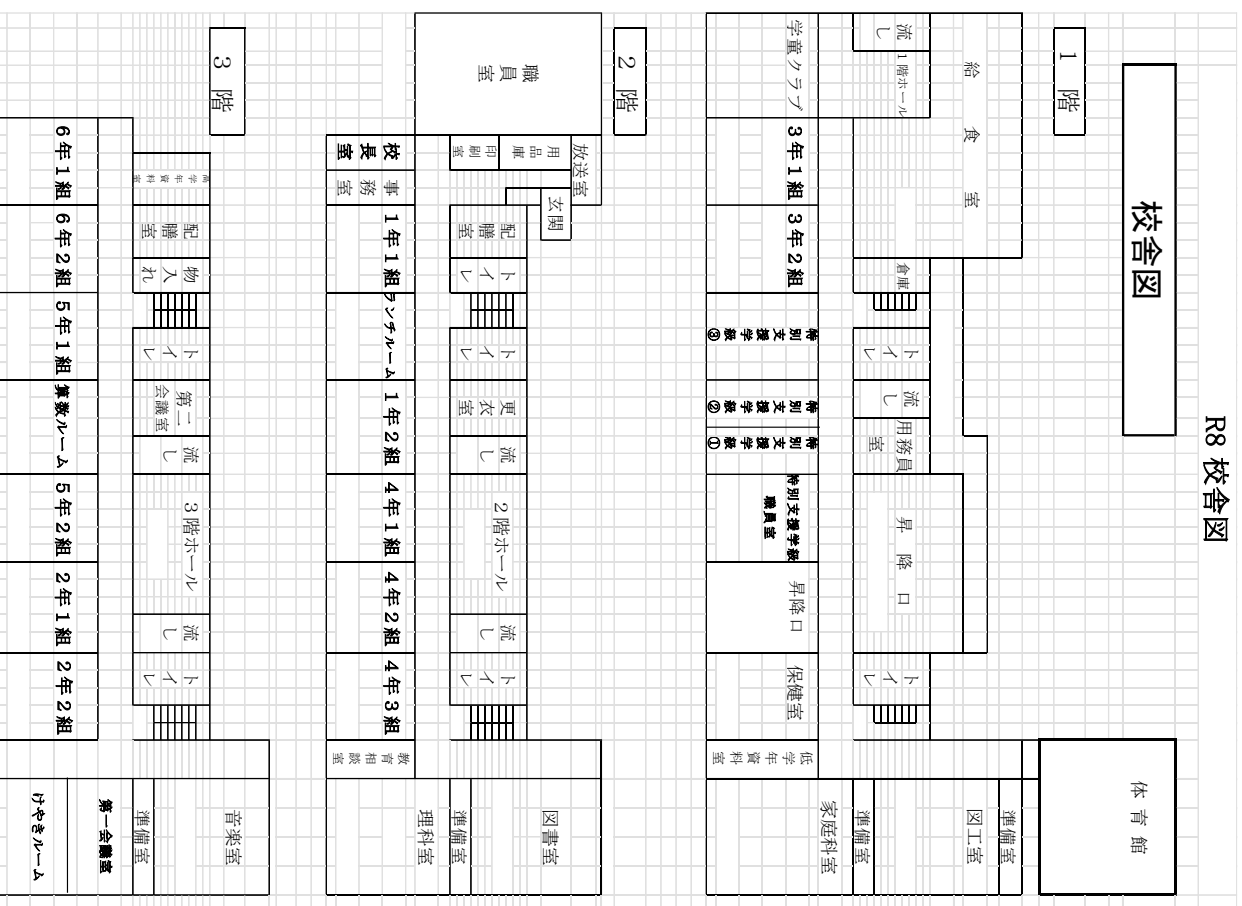 R8 校舎図
校舎図
1 階
給 食 室
流し
1階ホール
倉庫
トイレ
流し
用務員室
昇 降 口
トイレ
学童クラブ
3年1組
3年2組
特別支援学級③
特別支援学級②
特別支援学級①
特別支援学級
職員室
昇降口
保健室
低学年資料室
体育館
準備室
図工室
準備室
家庭科室
2 階
職員室
放送室
用品庫
印刷室
玄関
配膳室
トイレ
トイレ
更衣室
流し
2階ホール
流し
トイレ
校長室
事務室
1年1組
ランチルーム
1年2組
4年1組
4年2組
4年3組
教育相談室
図書室
準備室
理科室
3 階
高学年資料室
配膳室
物入れ
トイレ
第二会議室
流し
3階ホール
流し
トイレ
6年1組
6年2組
5年1組
算数ルーム
5年2組
2年1組
2年2組
音楽室
準備室
第一会議室
けやきルーム